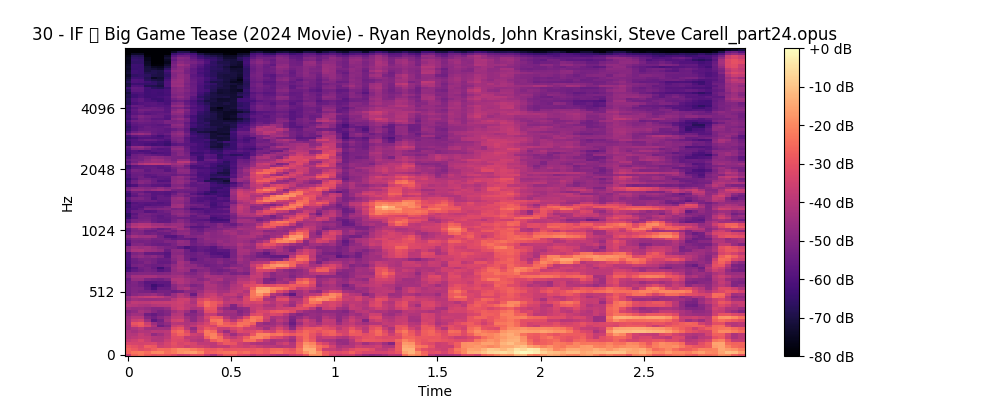 30 - IF ▯ Big Game Tease (2024 Movie) - Ryan Reynolds, John Krasinski, Steve Carell_part24.opus
+0 dB
4096
-10 dB
-20 dB
2048
-30 dB
Hz
1024
-40 dB
-50 dB
512
-60 dB
-70 dB
0
-80 dB
0 0.5 1 1.5 2 2.5
Time